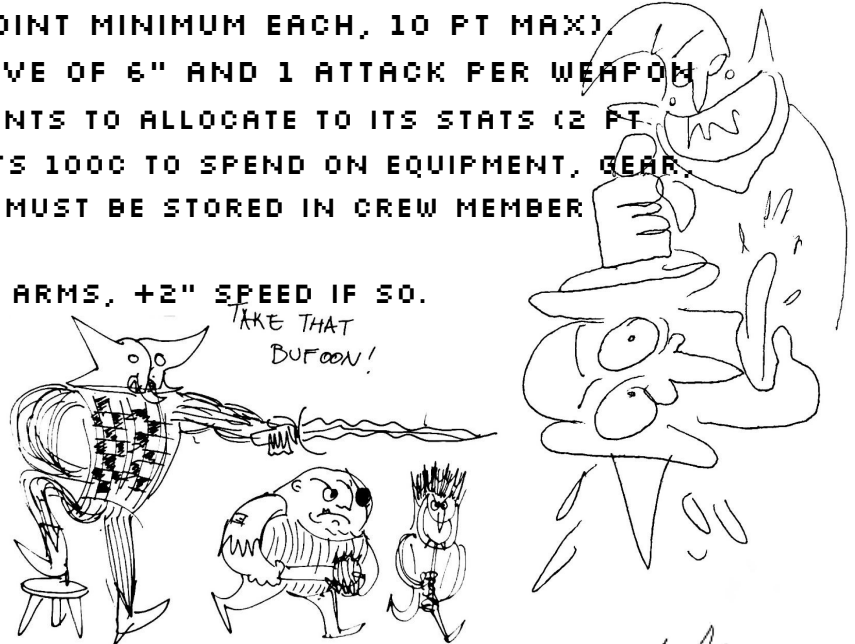 OINT MINIMUM EACH, 10 PT MAX).
VE OF 6" AND 1 ATTACK PER WEAPON
NTS TO ALLOCATE TO ITS STATS (2 PT
TS 100C TO SPEND ON EQUIPMENT, GEAR,
MUST BE STORED IN CREW MEMBER
ARMS, +2" SPEED IF SO.
TAKE THAT
BUFOON!